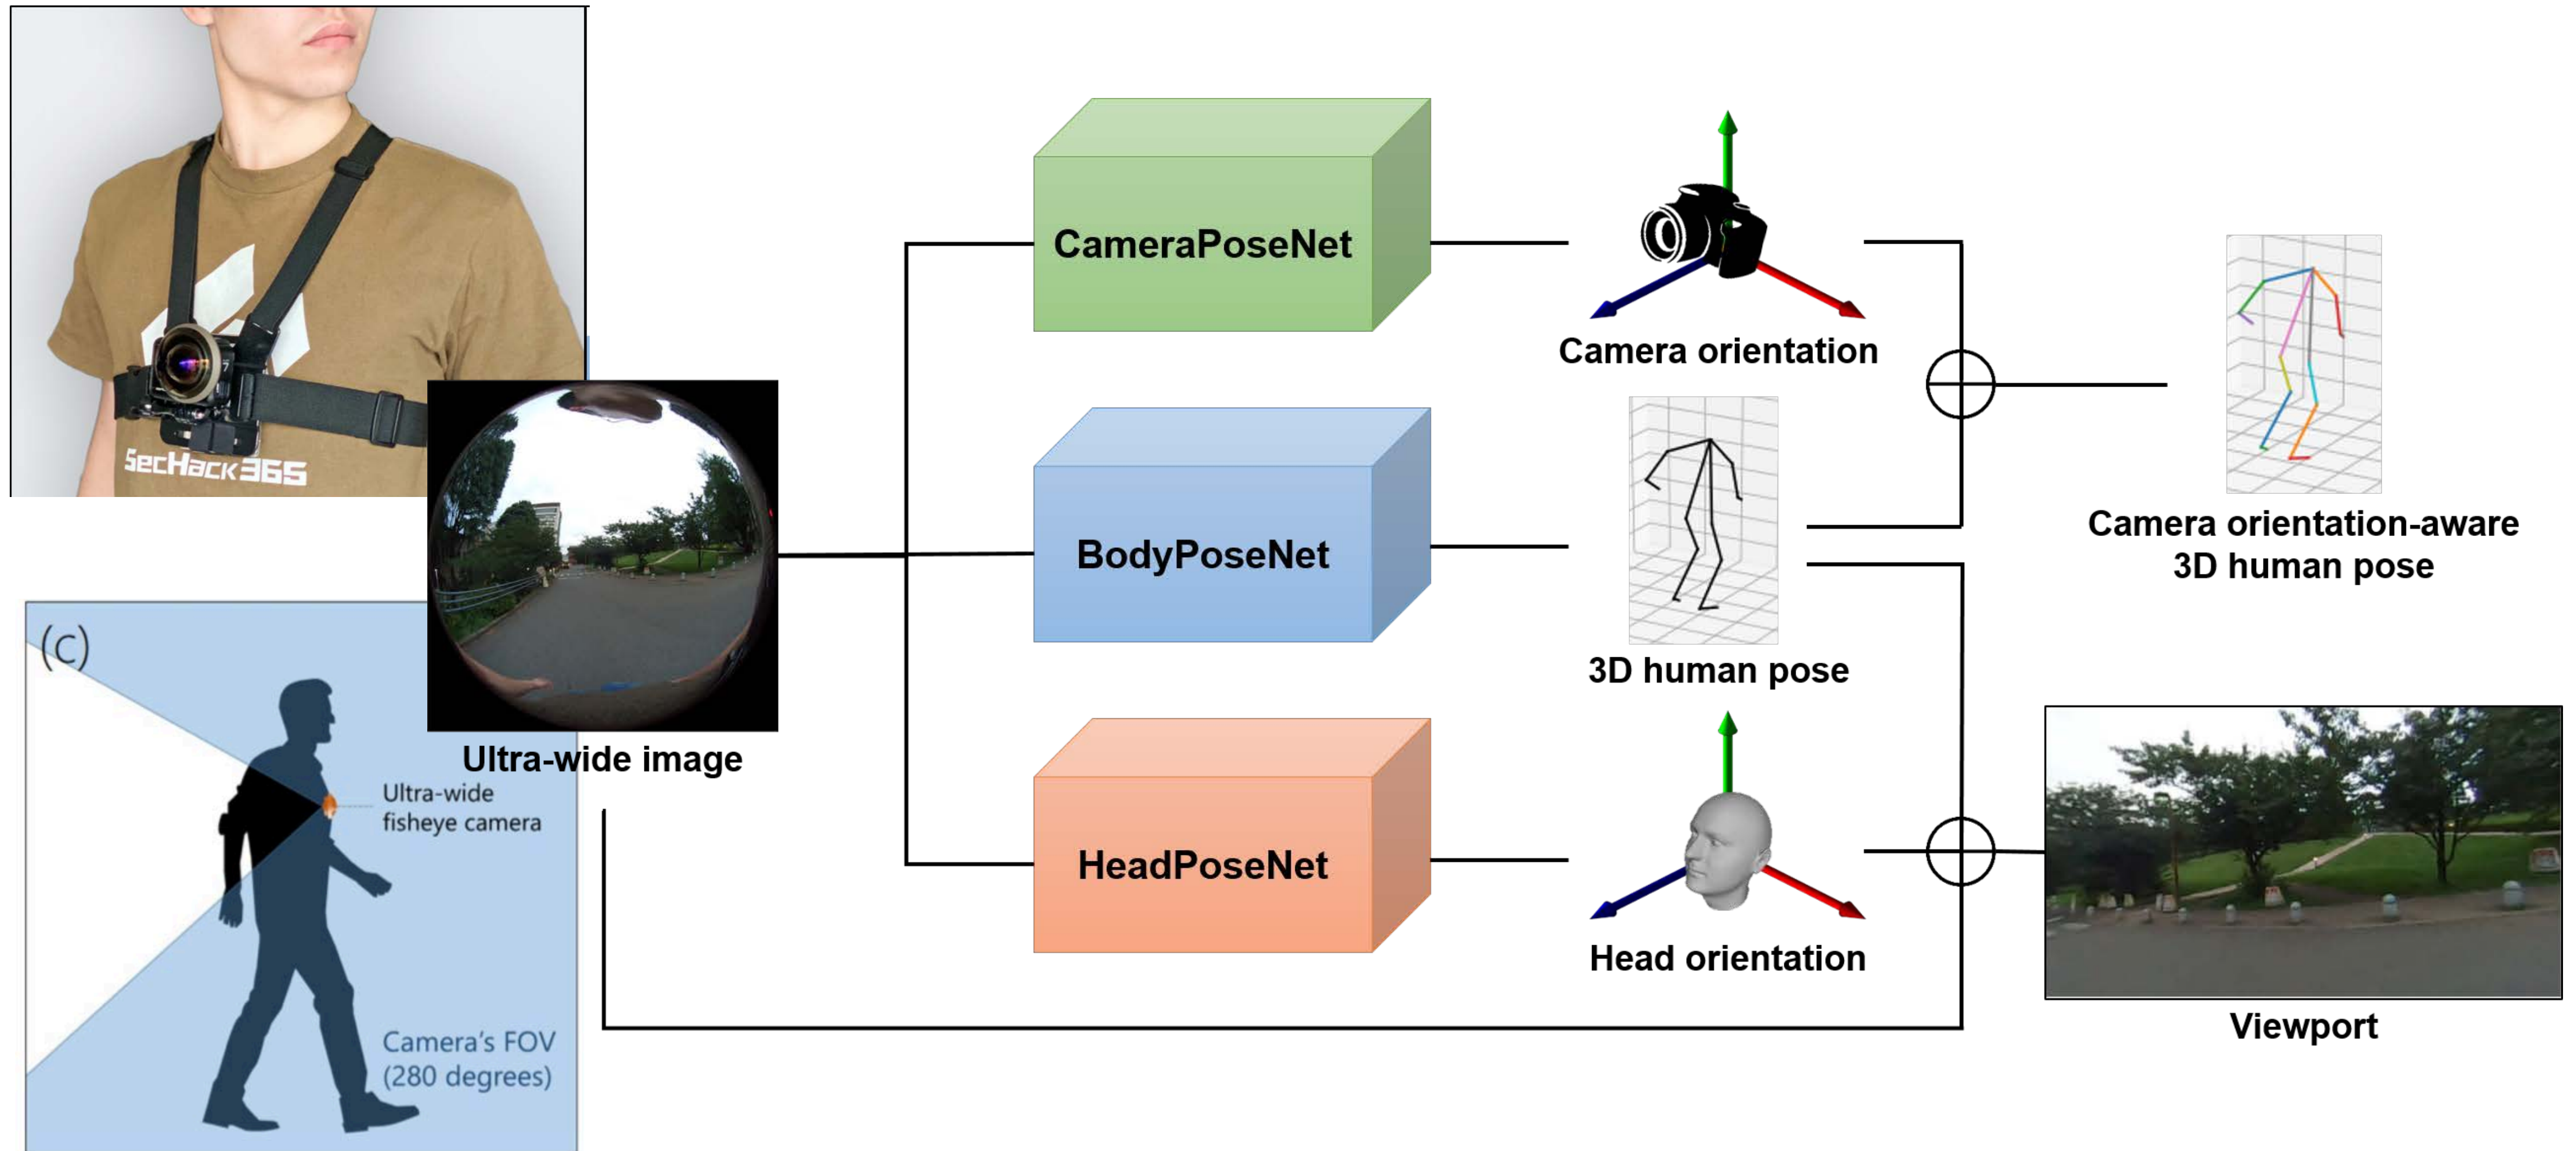 SecHack365
(c)
Ultra-wide
fisheye camera
Camera's FOV
(280 degrees)
Ultra-wide image
CameraPoseNet
BodyPoseNet
HeadPoseNet
Camera orientation
3D human pose
Head orientation
Camera orientation-aware
3D human pose
Viewport